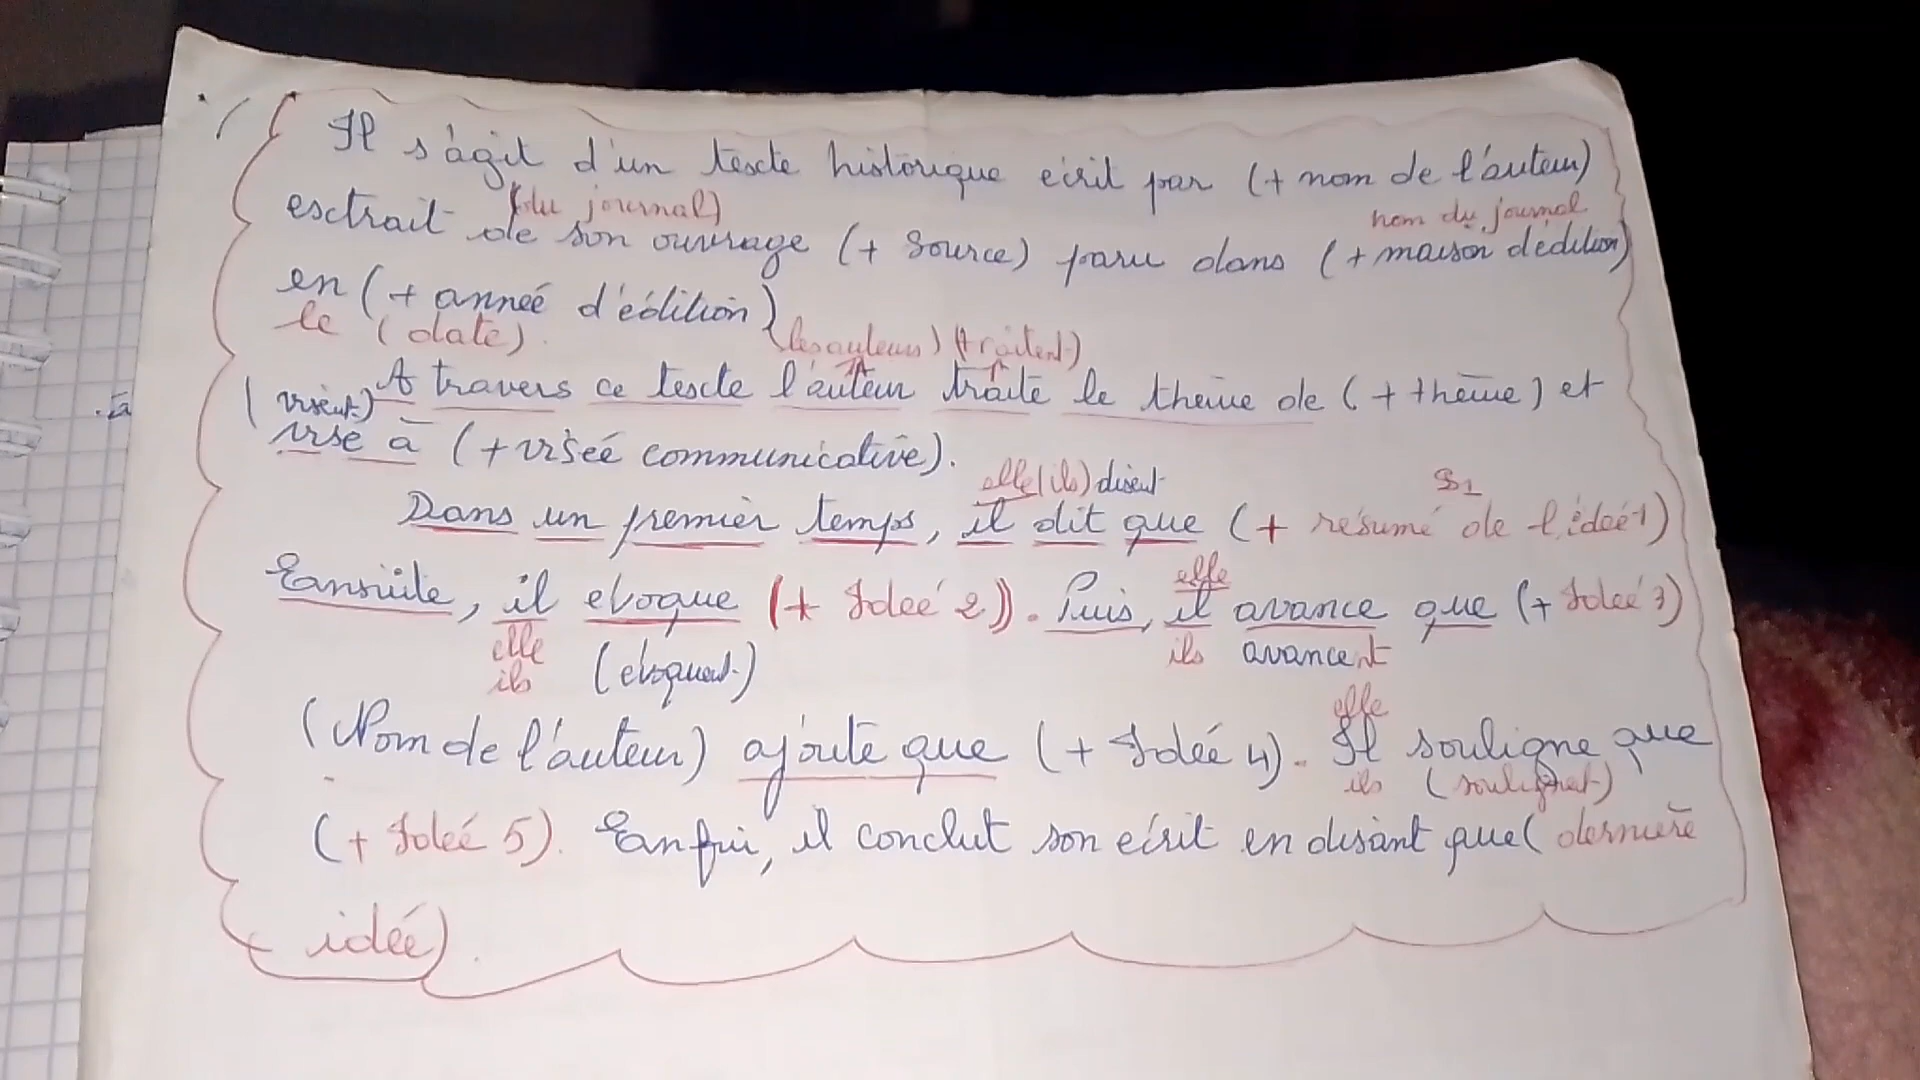 Il s'agit d'un texte historique écrit par (+ nom de l'auteur)
(du journal) nom du journal
extrait de son ouvrage (+ Source) paru dans (+ maison d'édition)
en (+ année d'édition)
le (date). (les auteurs) (traitent)
A travers ce texte l'auteur traite le thème de (+ thème) et
(visent)
vise à (+ visée communicative).
elle (ils) disent S1
Dans un premier temps, il dit que (+ résumé de l'idée 1)
elle
Ensuite, il evoque (+ Idée 2)). Puis, il avance que (+ Idée 3)
elle ils avancent
ils (evoquent)
elle
(Nom de l'auteur) ajoute que (+ Idée 4). Il souligne que
ils (soulignent)
(+ Idée 5). Enfin, il conclut son écrit en disant que ( dernière
idée).